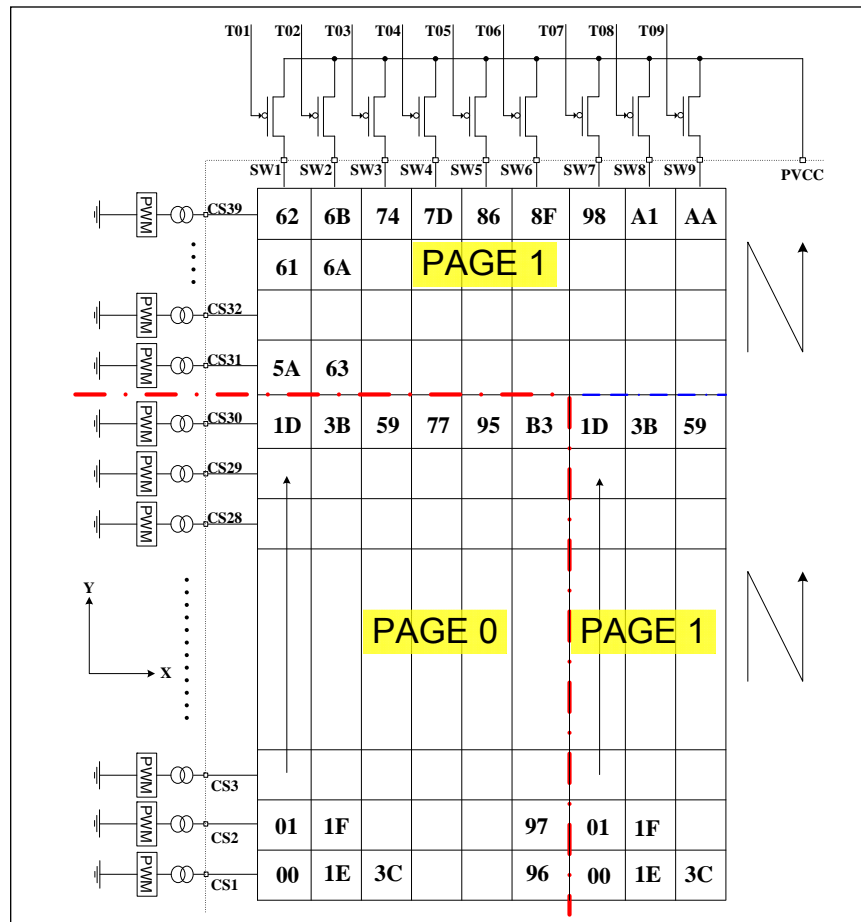 T01 T02 T03 T04 T05 T06 T07 T08 T09
SW1 SW2 SW3 SW4 SW5 SW6 SW7 SW8 SW9 PVCC
PWM CS39 62 6B 74 7D 86 8F 98 A1 AA
61 6A PAGE 1
PWM CS32
PWM CS31 5A 63
PWM CS30 1D 3B 59 77 95 B3 1D 3B 59
PWM CS29
PWM CS28
Y
PAGE 0 PAGE 1
X
PWM CS3
PWM CS2 01 1F 97 01 1F
PWM CS1 00 1E 3C 96 00 1E 3C